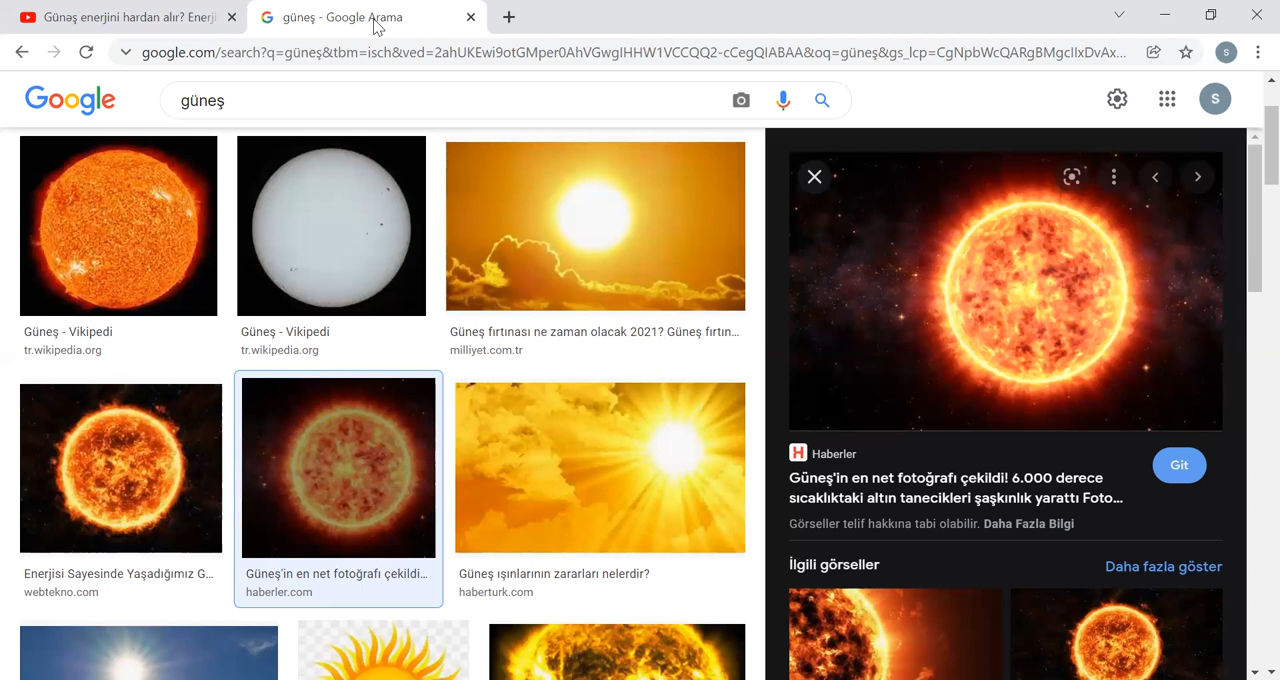 Günəş enerjini hardan alır? Enerji
güneş - Google Arama
google.com/search?q=güneş&tbm=isch&ved=2ahUKEwi9otGMper0AhVGwgIHHW1VCCQQ2-cCegQIABAA&oq=güneş&gs_lcp=CgNpbWcQARgBMgcIIxDvAx...
S
Google
güneş
S
Güneş - Vikipedi
tr.wikipedia.org
Güneş - Vikipedi
tr.wikipedia.org
Güneş fırtınası ne zaman olacak 2021? Güneş fırtın...
milliyet.com.tr
Enerjisi Sayesinde Yaşadığımız G...
webtekno.com
Güneş'in en net fotoğrafı çekildi...
haberler.com
Güneş ışınlarının zararları nelerdir?
haberturk.com
H Haberler
Güneş'in en net fotoğrafı çekildi! 6.000 derece
sıcaklıktaki altın tanecikleri şaşkınlık yarattı Foto...
Git
Görseller telif hakkına tabi olabilir. Daha Fazla Bilgi
İlgili görseller
Daha fazla göster